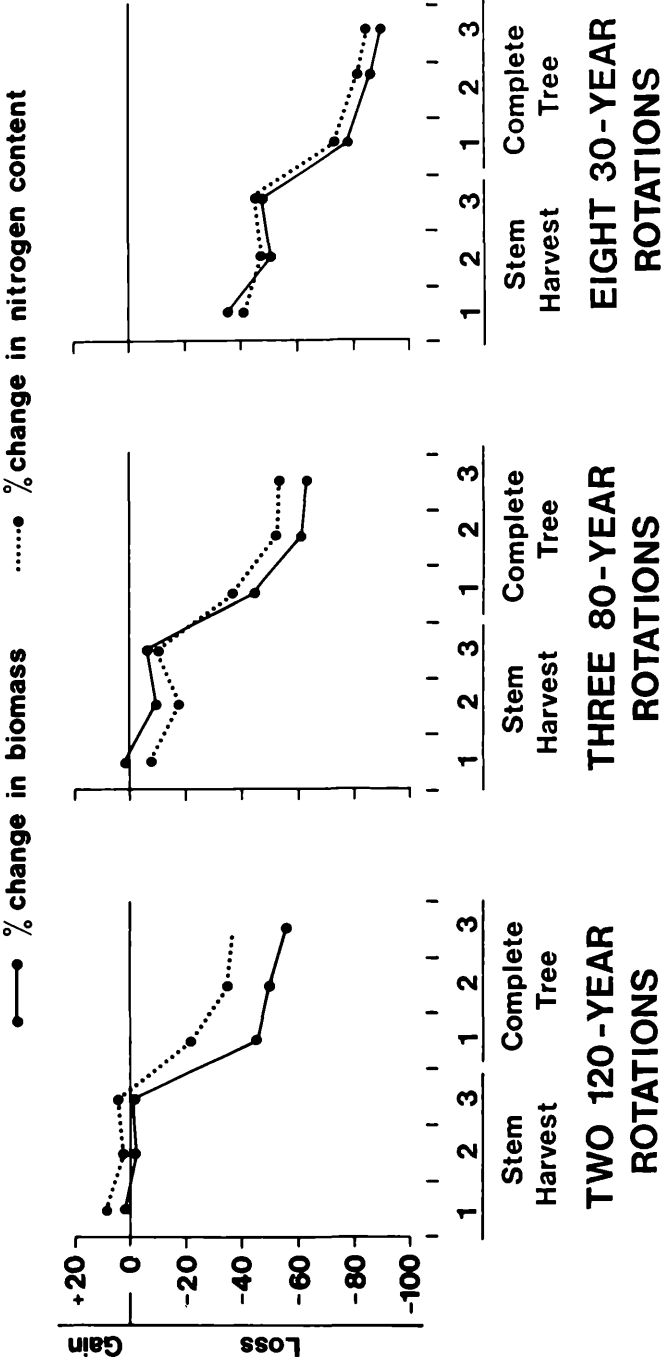 % change in biomass
% change in nitrogen content
Gain
Loss
+20
0
-20
-40
-60
-80
-100
1 2 3 1 2 3
Stem Complete
Harvest Tree
TWO 120-YEAR
ROTATIONS
1 2 3 1 2 3
Stem Complete
Harvest Tree
THREE 80-YEAR
ROTATIONS
1 2 3 1 2 3
Stem Complete
Harvest Tree
EIGHT 30-YEAR
ROTATIONS